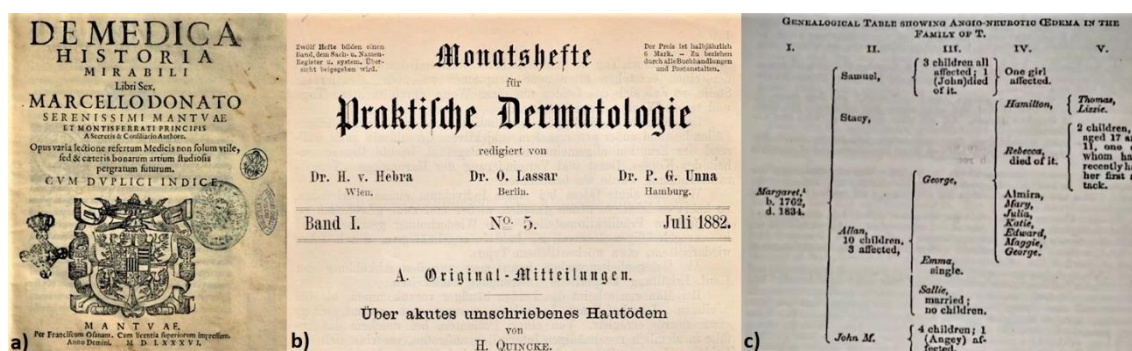 DE MEDICA
HISTORIA
MIRABILI
Libri Sex.
MARCELLO DONATO
SERENISSIMI MANTVAE
ET MONTISFERRATI PRINCIPIS
A Secretis & Consiliario Authore.
Opus varia lectione refertum Medicis non solum vtile,
sed & cæteris bonarum artium studiosis
pergratum futurum.
CVM DVPLICI INDICE.
MANTVAE.
Per Franciscum Osanam. Cum licentia superiorum impressum.
Anno Domini. M D LXXXVI.
a)
Zwölf Hefte bilden einen
Band, dem Sach- u. Namen-
Register u. system. Über-
sicht beigegeben wird.
Monatshefte
Der Preis ist halbjährlich
6 Mark. – Zu beziehen
durch alle Buchhandlungen
und Postanstalten.
für
Praktische Dermatologie
redigiert von
Dr. H. v. Hebra Dr. O. Lassar Dr. P. G. Unna
Wien. Berlin. Hamburg.
Band I. No. 5. Juli 1882.
A. Original-Mitteilungen.
Über akutes umschriebenes Hautödem
von
H. QUINCKE.
b)
GENEALOGICAL TABLE SHOWING ANGIO-NEUROTIC ŒDEMA IN THE
FAMILY OF T.
I. II. III. IV. V.
Margaret,¹
b. 1762,
d. 1834.
Samuel,
3 children all
affected; 1
(John) died
of it.
One girl
affected.
Stacy,
Allan,
10 children,
3 affected,
George,
Hamilton,
Thomas,
Lizzie.
Rebecca,
died of it.
2 children,
aged 17 a
11, one
whom ha
recently h
her first a
tack.
Almira,
Mary,
Julia,
Katie,
Edward,
Maggie,
George.
Emma,
single.
Sallie,
married;
no children.
John M.
4 children; 1
(Angey) af-
fected.
c)